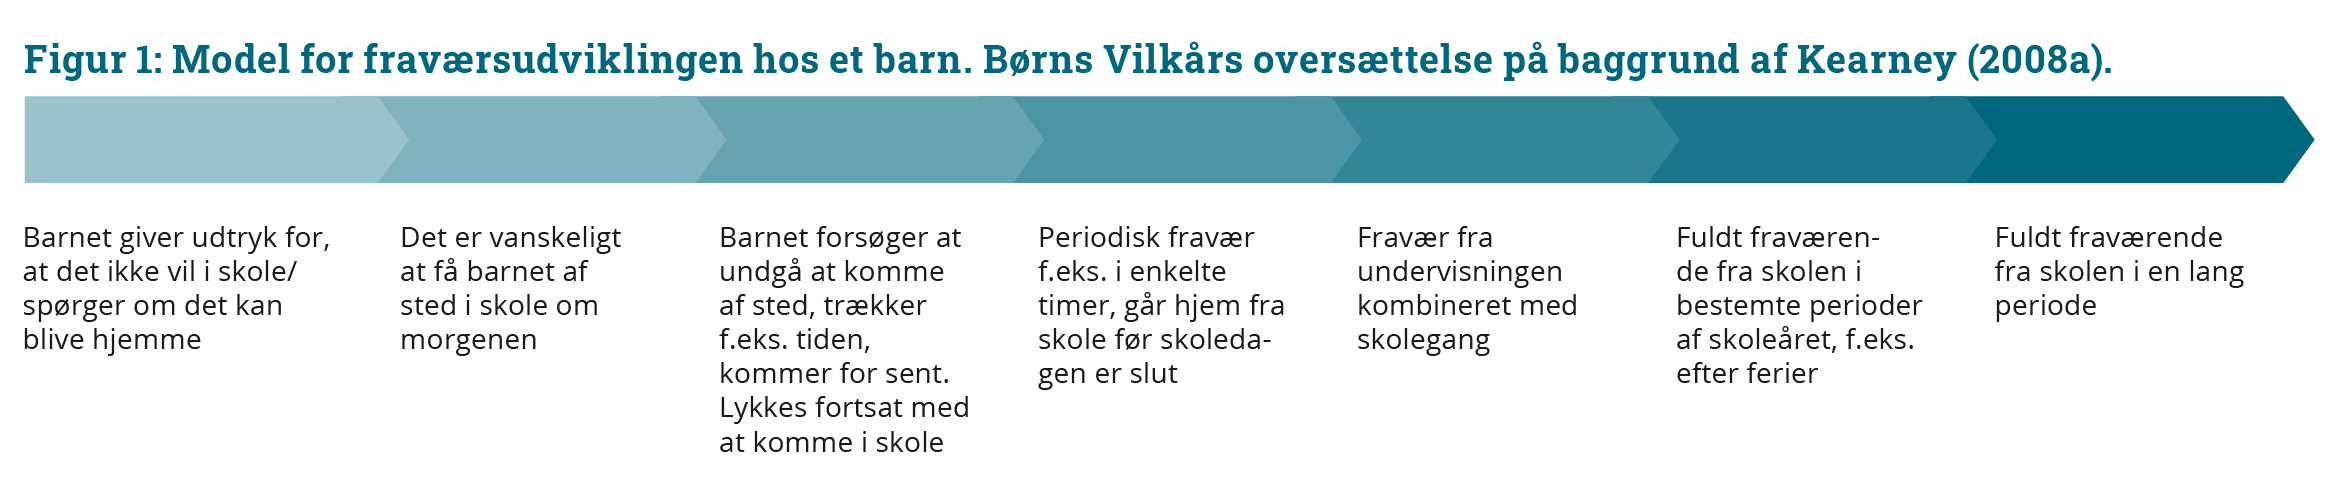 Figur 1: Model for fraværsudviklingen hos et barn. Børns Vilkårs oversættelse på baggrund af Kearney (2008a).
Barnet giver udtryk for,
at det ikke vil i skole/
spørger om det kan
blive hjemme
Det er vanskeligt
at få barnet af
sted i skole om
morgenen
Barnet forsøger at
undgå at komme
af sted, trækker
f.eks. tiden,
kommer for sent.
Lykkes fortsat med
at komme i skole
Periodisk fravær
f.eks. i enkelte
timer, går hjem fra
skole før skoleda-
gen er slut
Fravær fra
undervisningen
kombineret med
skolegang
Fuldt fraværen-
de fra skolen i
bestemte perioder
af skoleåret, f.eks.
efter ferier
Fuldt fraværende
fra skolen i en lang
periode